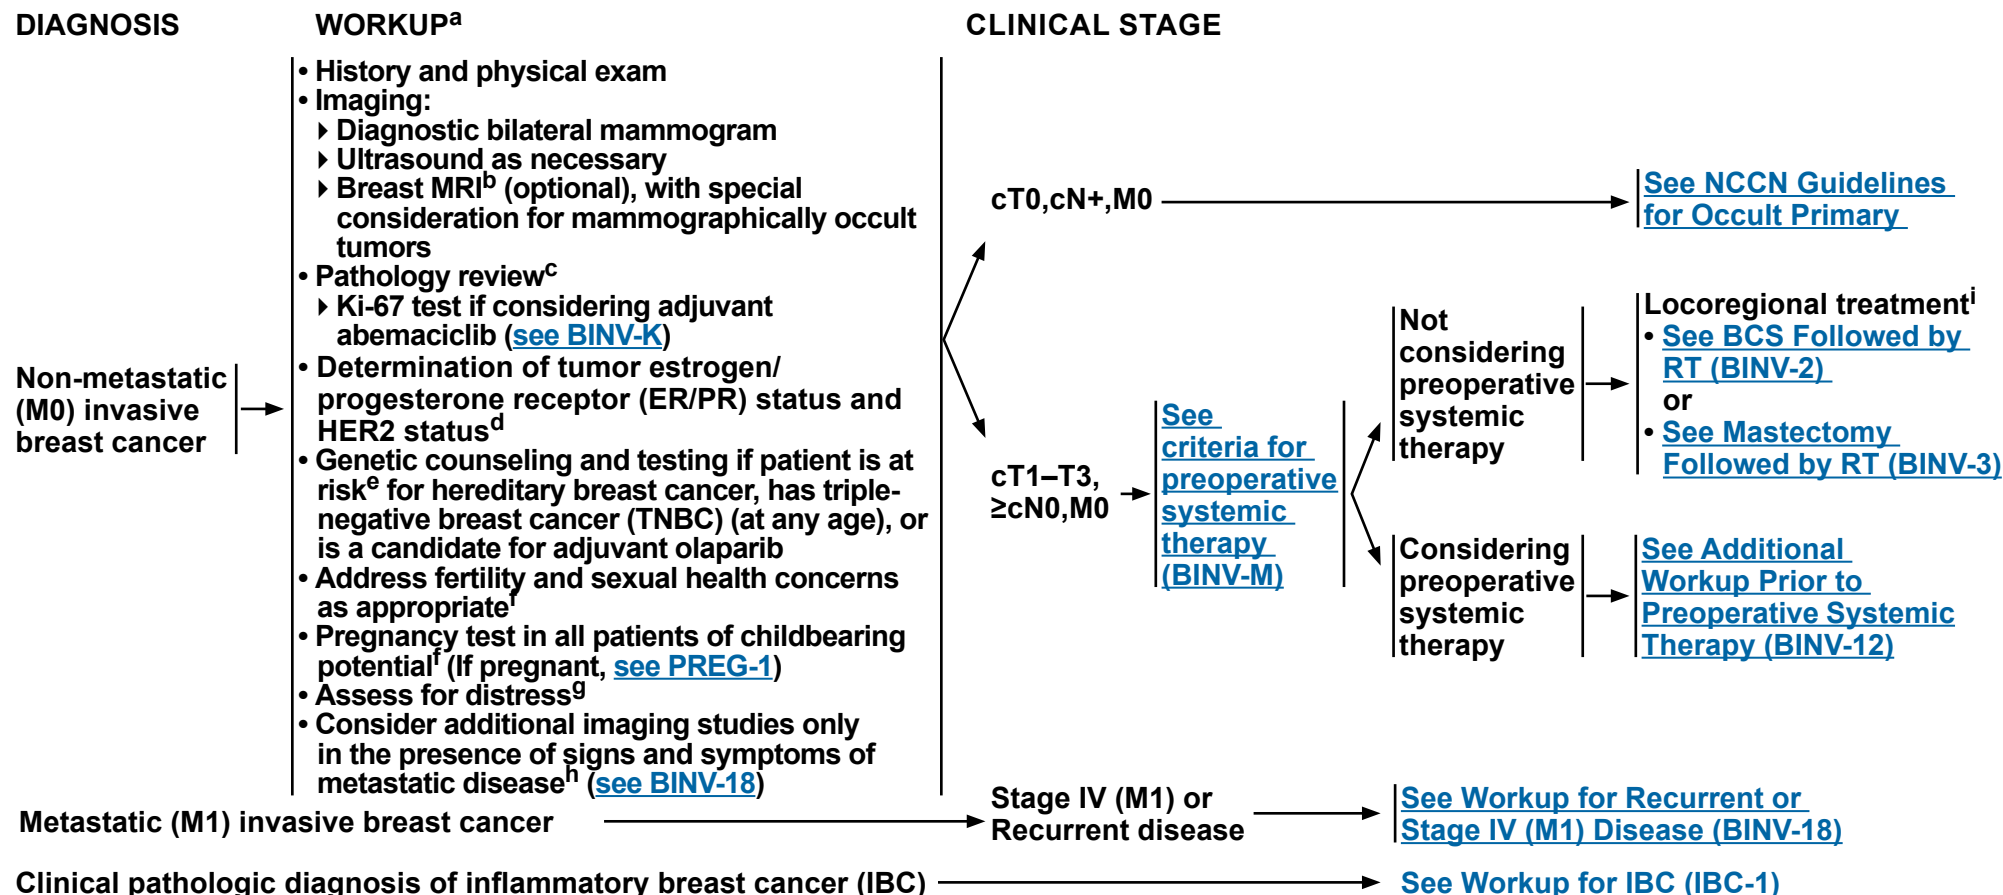 DIAGNOSIS
WORKUPa
CLINICAL STAGE
Non-metastatic
(M0) invasive
breast cancer
• History and physical exam
• Imaging:
Diagnostic bilateral mammogram
Ultrasound as necessary
Breast MRIb (optional), with special
consideration for mammographically occult
tumors
• Pathology reviewc
Ki-67 test if considering adjuvant
abemaciclib (see BINV-K)
• Determination of tumor estrogen/
progesterone receptor (ER/PR) status and
HER2 statusd
• Genetic counseling and testing if patient is at
riske for hereditary breast cancer, has triple-
negative breast cancer (TNBC) (at any age), or
is a candidate for adjuvant olaparib
• Address fertility and sexual health concerns
as appropriatef
• Pregnancy test in all patients of childbearing
potentialf (If pregnant, see PREG-1)
• Assess for distressg
• Consider additional imaging studies only
in the presence of signs and symptoms of
metastatic diseaseh (see BINV-18)
cT0,cN+,M0
See NCCN Guidelines
for Occult Primary
cT1–T3,
≥cN0,M0
See
criteria for
preoperative
systemic
therapy
(BINV-M)
Not
considering
preoperative
systemic
therapy
Locoregional treatmenti
• See BCS Followed by
RT (BINV-2)
or
• See Mastectomy
Followed by RT (BINV-3)
Considering
preoperative
systemic
therapy
See Additional
Workup Prior to
Preoperative Systemic
Therapy (BINV-12)
Metastatic (M1) invasive breast cancer
Stage IV (M1) or
Recurrent disease
See Workup for Recurrent or
Stage IV (M1) Disease (BINV-18)
Clinical pathologic diagnosis of inflammatory breast cancer (IBC)
See Workup for IBC (IBC-1)